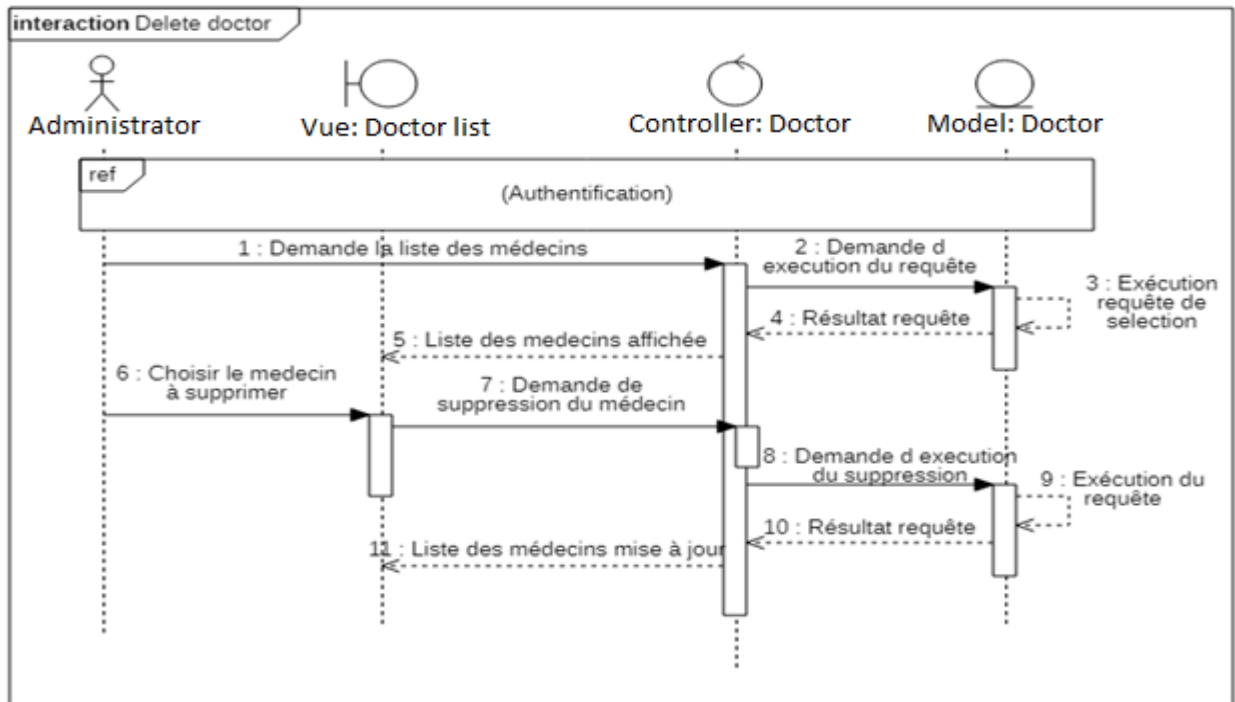 interaction Delete doctor
Administrator
Vue: Doctor list
Controller: Doctor
Model: Doctor
ref
(Authentification)
1 : Demande la liste des médecins
2 : Demande d
execution du requête
3 : Exécution
requête de
selection
4 : Résultat requête
5 : Liste des medecins affichée
6 : Choisir le medecin
à supprimer
7 : Demande de
suppression du médecin
8 : Demande d execution
du suppression
9 : Exécution du
requête
10 : Résultat requête
11 : Liste des médecins mise à jour